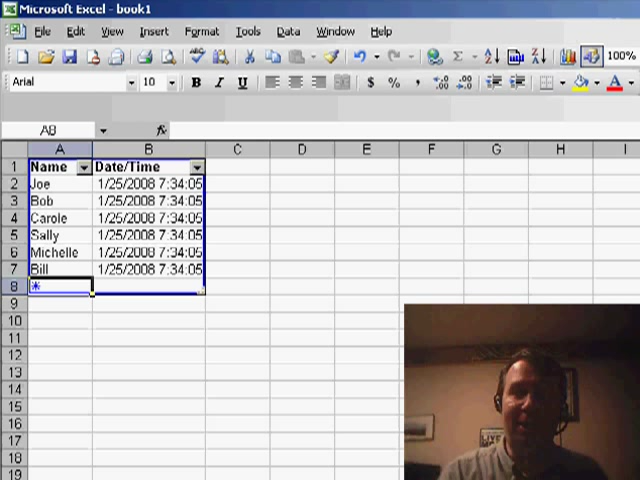 Microsoft Excel - book1
File Edit View Insert Format Tools Data Window Help
Σ 100%
Arial 10 B I U $ % , .00 .00 A
A8 fx
A B C D E F G H I
1 Name Date/Time
2 Joe 1/25/2008 7:34:05
3 Bob 1/25/2008 7:34:05
4 Carole 1/25/2008 7:34:05
5 Sally 1/25/2008 7:34:05
6 Michelle 1/25/2008 7:34:05
7 Bill 1/25/2008 7:34:05
8 *
9
10
11
12
13
14
15
16
17
18
19
LIVE